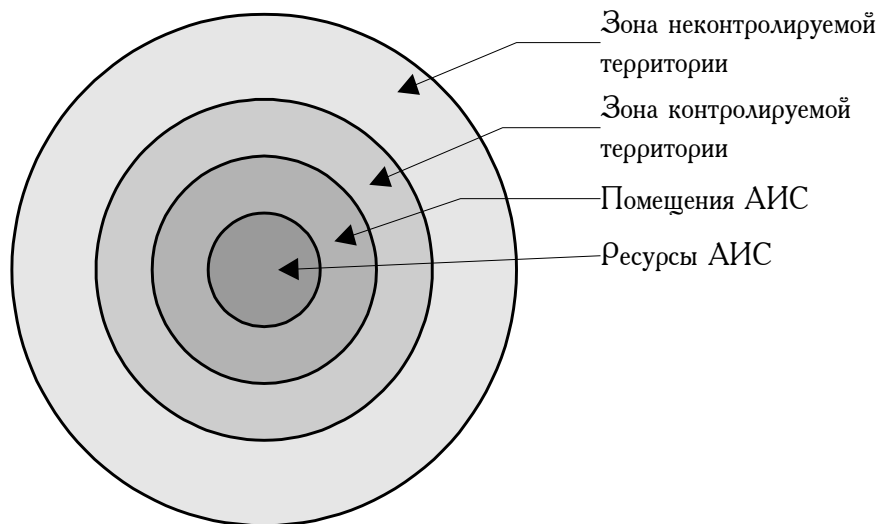 Зона неконтролируемой
территории
Зона контролируемой
территории
Помещения АИС
Ресурсы АИС